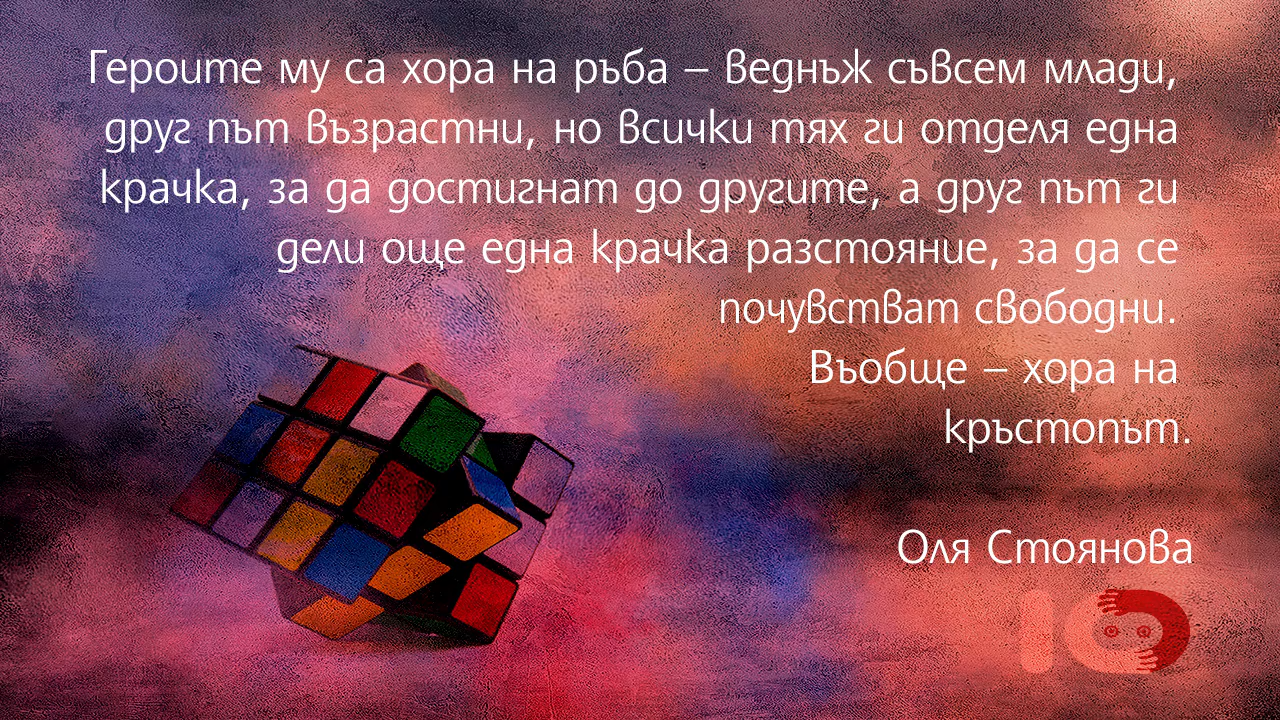 Героите му са хора на ръба – веднъж съвсем млади,
друг път възрастни, но всички тях ги отделя една
крачка, за да достигнат до другите, а друг път ги
дели още една крачка разстояние, за да се
почувстват свободни.
Въобще – хора на
кръстопът.
Оля Стоянова